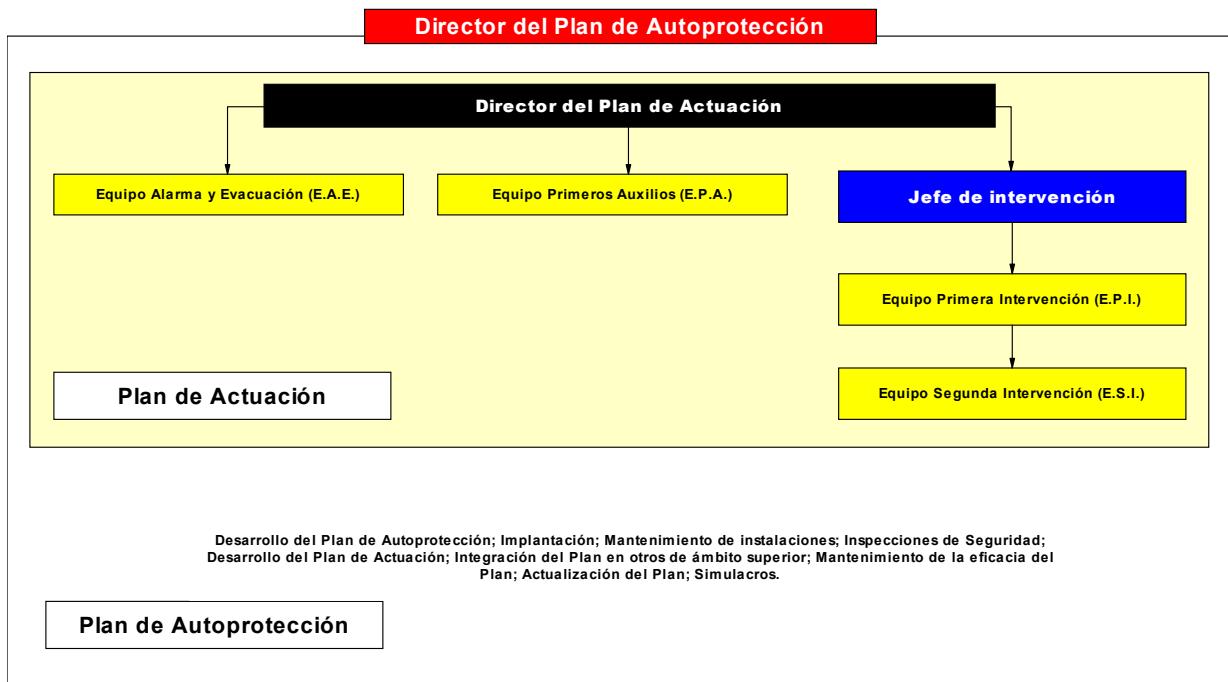 Director del Plan de Autoprotección
Director del Plan de Actuación
Equipo Alarma y Evacuación (E.A.E.)
Equipo Primeros Auxilios (E.P.A.)
Jefe de intervención
Equipo Primera Intervención (E.P.I.)
Equipo Segunda Intervención (E.S.I.)
Plan de Actuación
Desarrollo del Plan de Autoprotección; Implantación; Mantenimiento de instalaciones; Inspecciones de Seguridad;
Desarrollo del Plan de Actuación; Integración del Plan en otros de ámbito superior; Mantenimiento de la eficacia del
Plan; Actualización del Plan; Simulacros.
Plan de Autoprotección